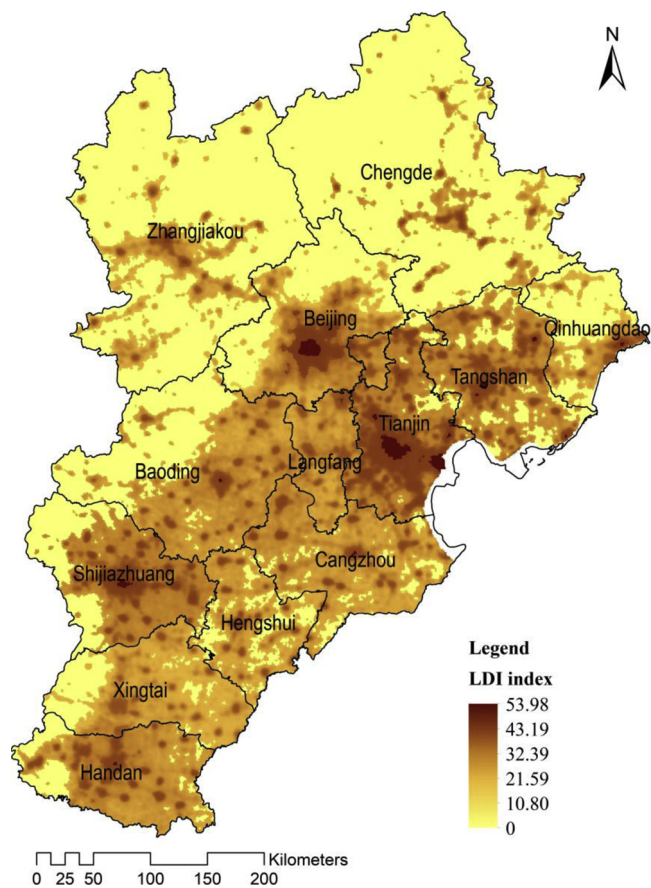 N
Chengde
Zhangjiakou
Beijing
Qinhuangdao
Tangshan
Tianjin
Langfang
Baoding
Cangzhou
Shijiazhuang
Hengshui
Xingtai
Handan
Legend
LDI index
53.98
43.19
32.39
21.59
10.80
0
Kilometers
0 25 50 100 150 200